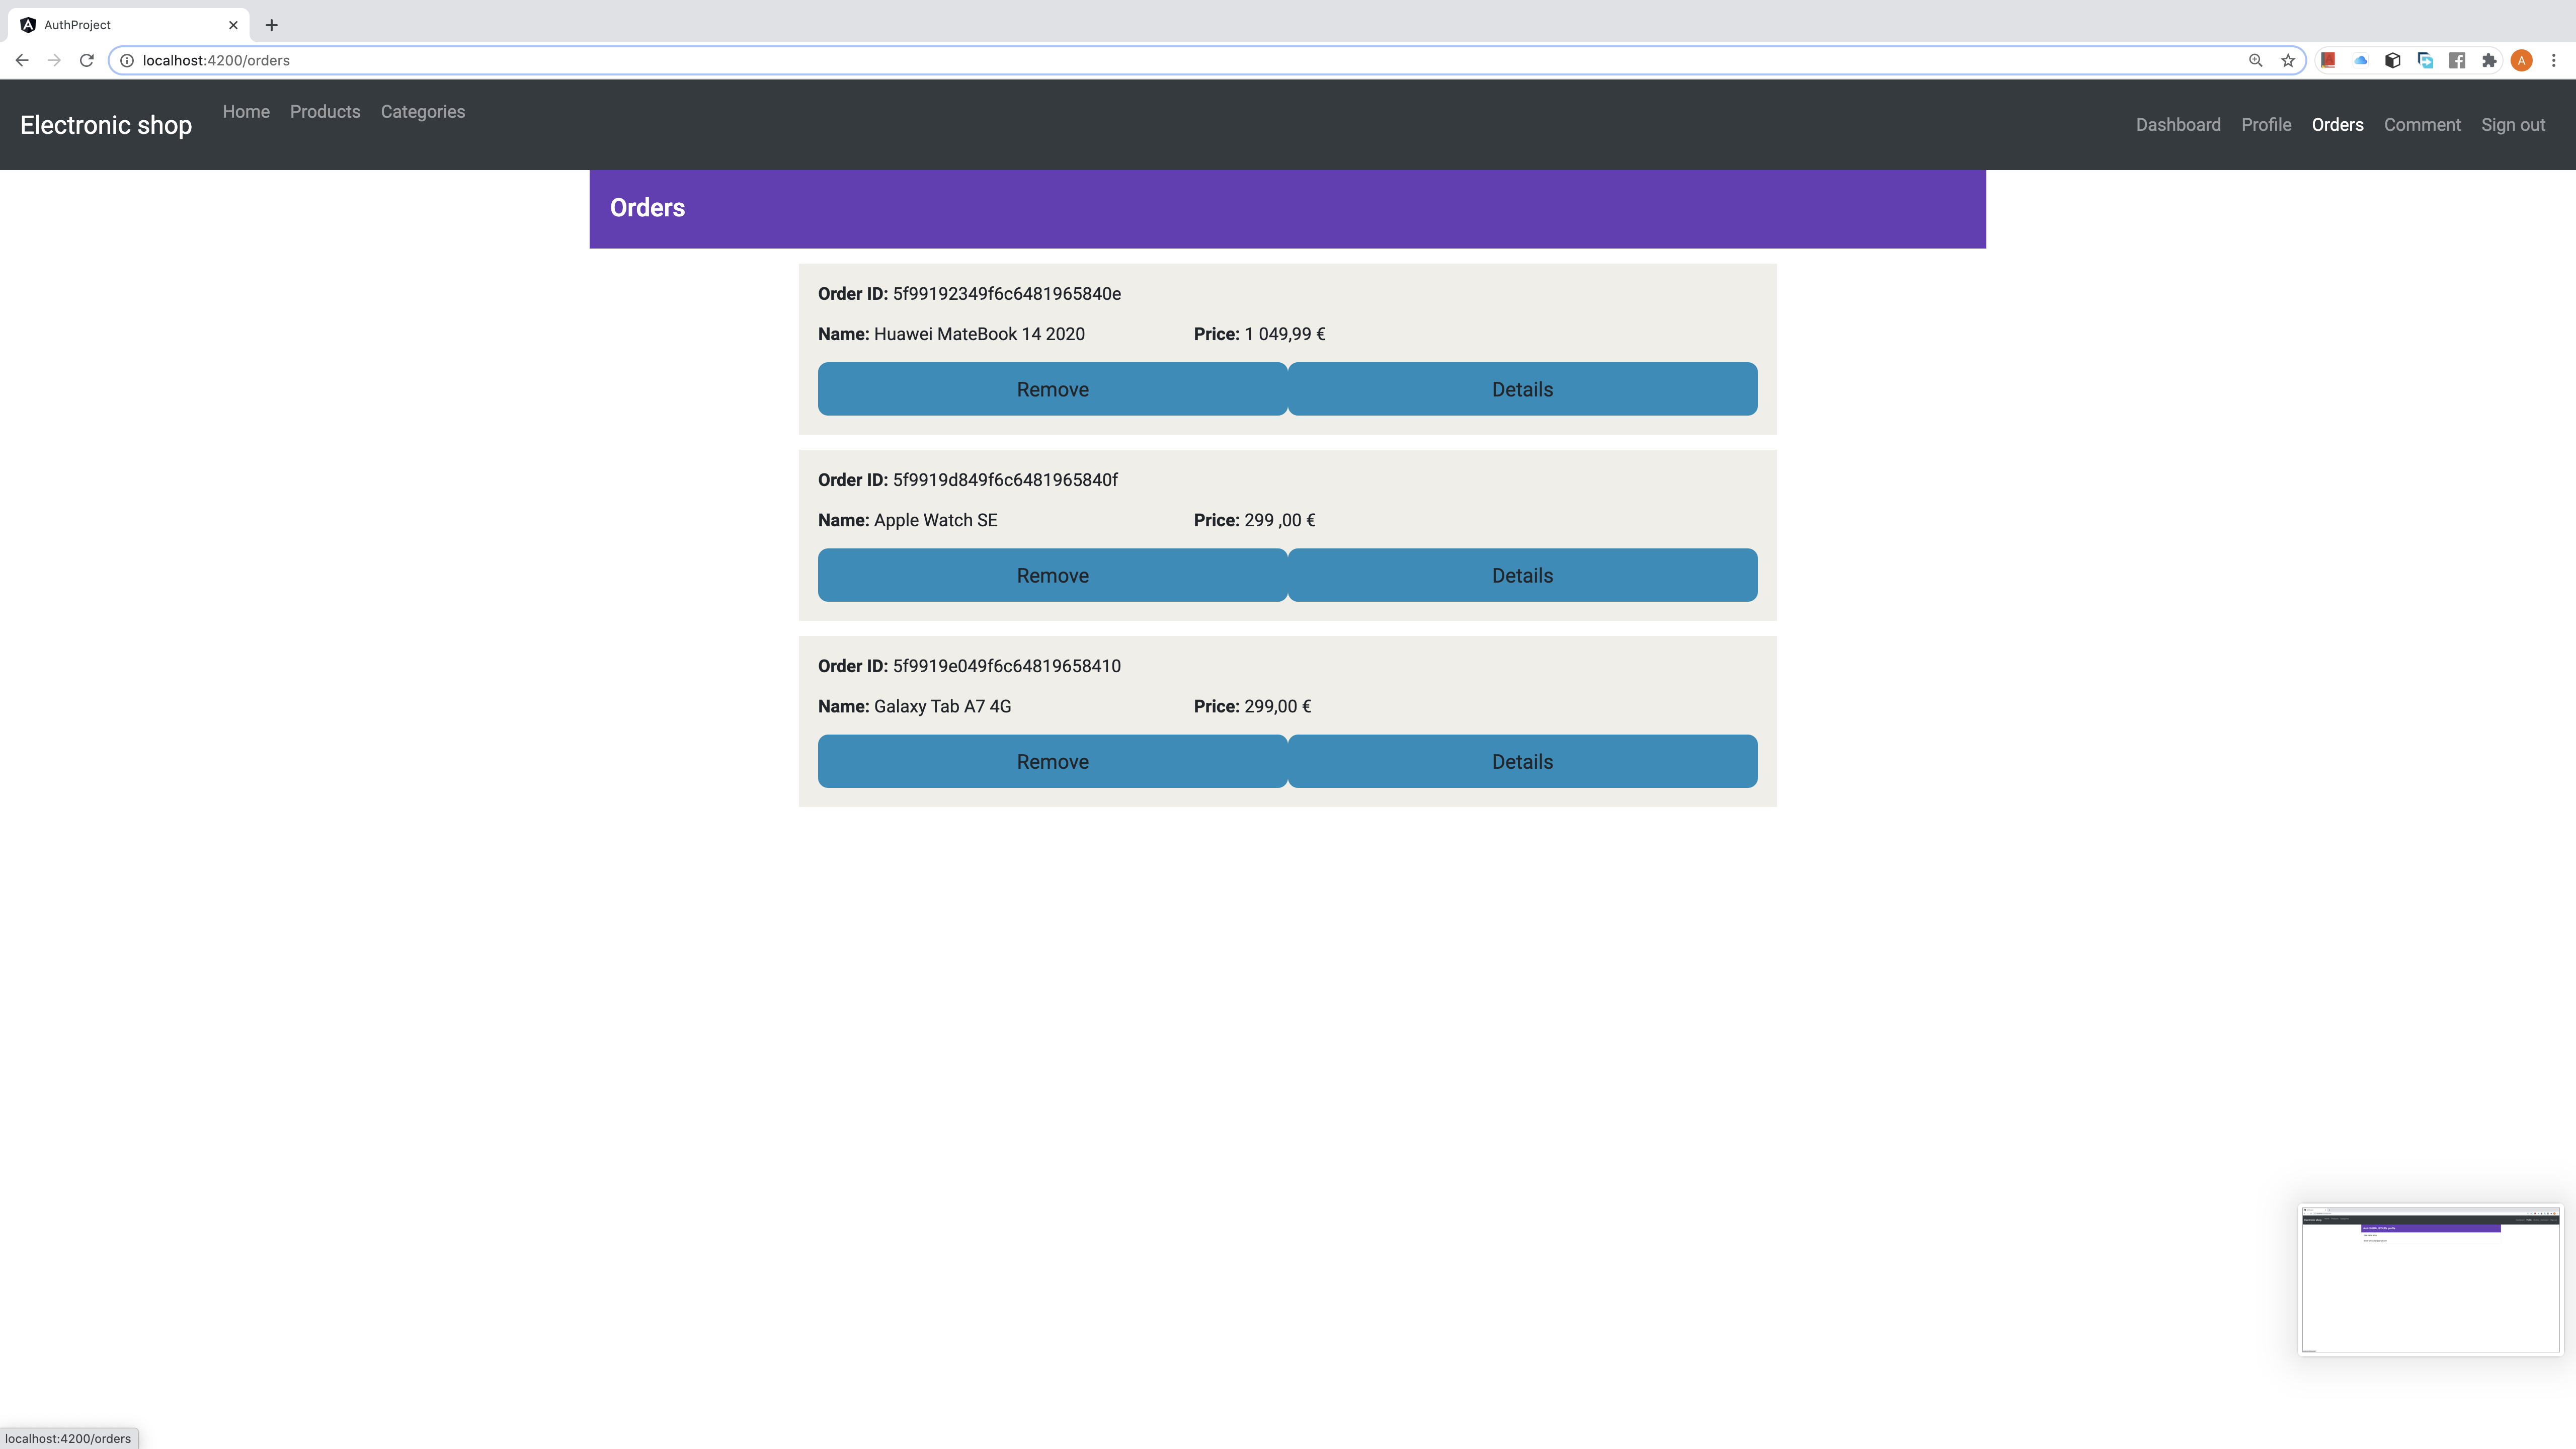 AuthProject
localhost:4200/orders
A
Electronic shop
Home Products Categories
Dashboard Profile Orders Comment Sign out
Orders
Order ID: 5f99192349f6c6481965840e
Name: Huawei MateBook 14 2020 Price: 1 049,99 €
Remove Details
Order ID: 5f9919d849f6c6481965840f
Name: Apple Watch SE Price: 299 ,00 €
Remove Details
Order ID: 5f9919e049f6c64819658410
Name: Galaxy Tab A7 4G Price: 299,00 €
Remove Details
localhost:4200/orders